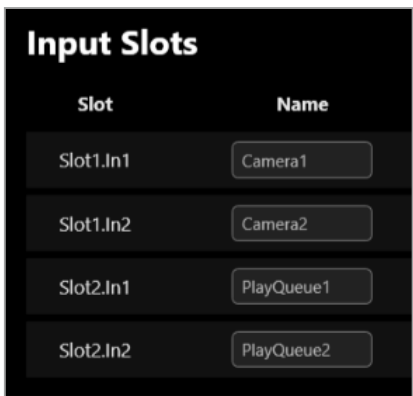 Input Slots
Slot Name
Slot1.In1 Camera1
Slot1.In2 Camera2
Slot2.In1 PlayQueue1
Slot2.In2 PlayQueue2